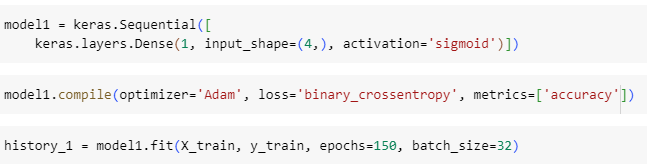 model1 = keras.Sequential([
    keras.layers.Dense(1, input_shape=(4,), activation='sigmoid')])
model1.compile(optimizer='Adam', loss='binary_crossentropy', metrics=['accuracy'])
history_1 = model1.fit(X_train, y_train, epochs=150, batch_size=32)